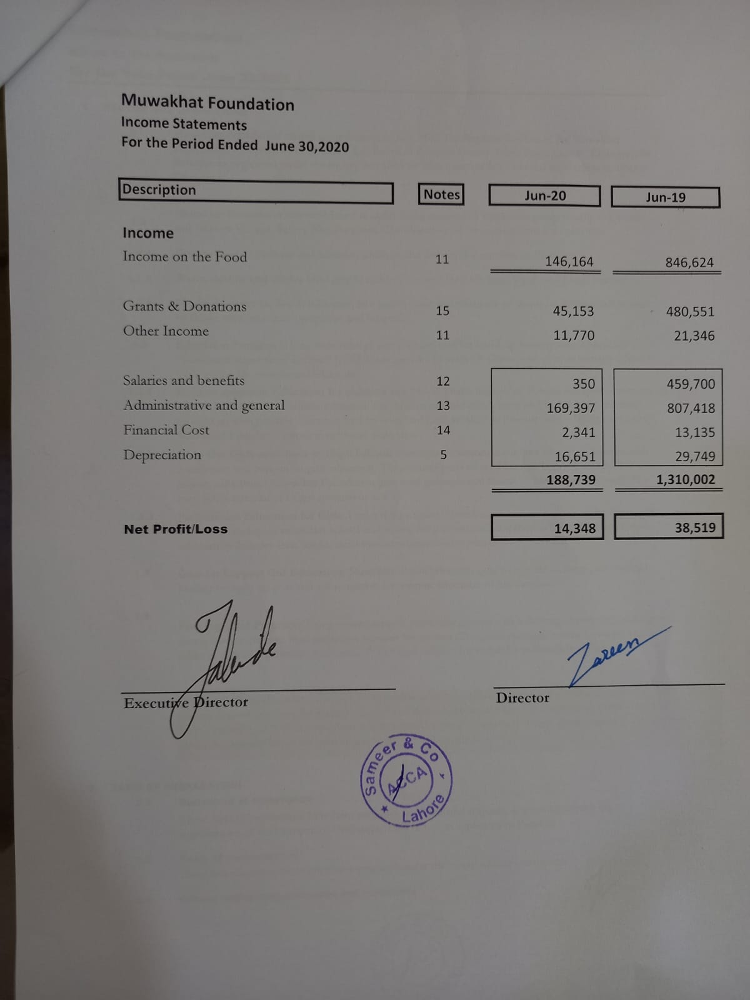 Muwakhat Foundation
Income Statements
For the Period Ended June 30,2020
Description Notes Jun-20 Jun-19
Income
Income on the Food 11 146,164 846,624
Grants & Donations 15 45,153 480,551
Other Income 11 11,770 21,346
Salaries and benefits 12 350 459,700
Administrative and general 13 169,397 807,418
Financial Cost 14 2,341 13,135
Depreciation 5 16,651 29,749
188,739 1,310,002
Net Profit/Loss 14,348 38,519
Zareen
Executive Director Director
Sameer & Co
ACCA
Lahore